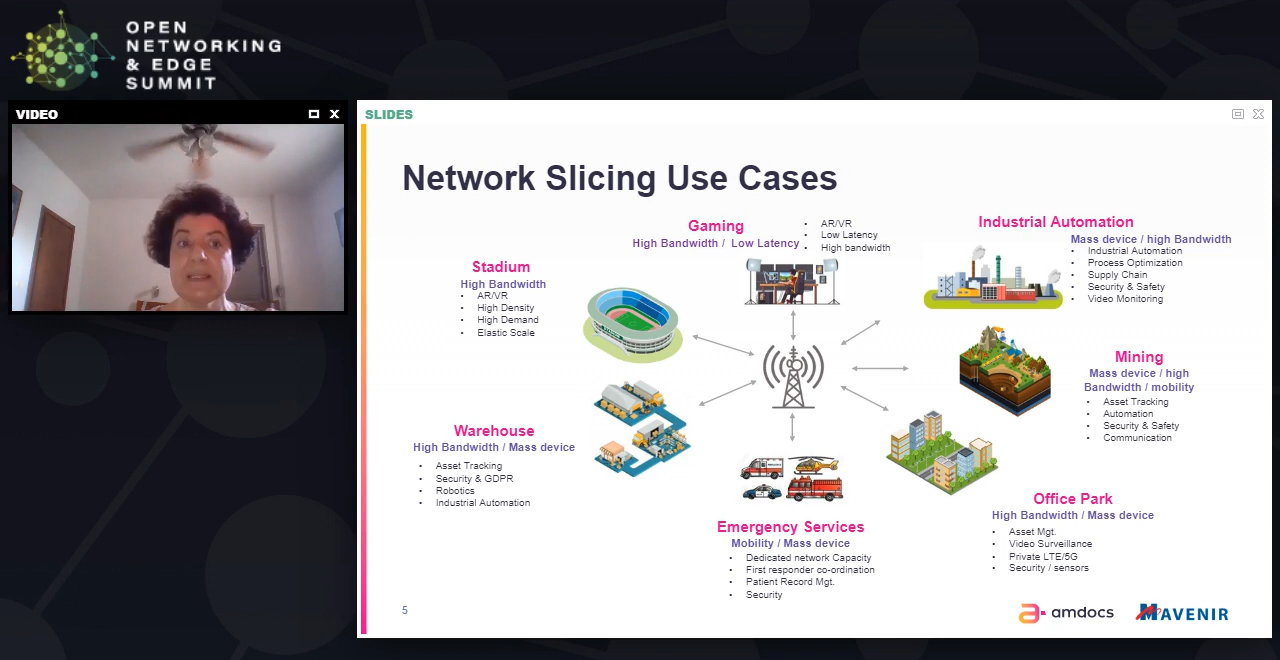 OPEN
NETWORKING
& EDGE
SUMMIT
VIDEO
SLIDES
Network Slicing Use Cases
Gaming
High Bandwidth / Low Latency
• AR/VR
• Low Latency
• High bandwidth
Industrial Automation
Mass device / high Bandwidth
• Industrial Automation
• Process Optimization
• Supply Chain
• Security & Safety
• Video Monitoring
Stadium
High Bandwidth
• AR/VR
• High Density
• High Demand
• Elastic Scale
Mining
Mass device / high
Bandwidth / mobility
• Asset Tracking
• Automation
• Security & Safety
• Communication
Warehouse
High Bandwidth / Mass device
• Asset Tracking
• Security & GDPR
• Robotics
• Industrial Automation
Office Park
High Bandwidth / Mass device
• Asset Mgt.
• Video Surveillance
• Private LTE/5G
• Security / sensors
Emergency Services
Mobility / Mass device
• Dedicated network Capacity
• First responder co-ordination
• Patient Record Mgt.
• Security
5
amdocs
MAVENIR